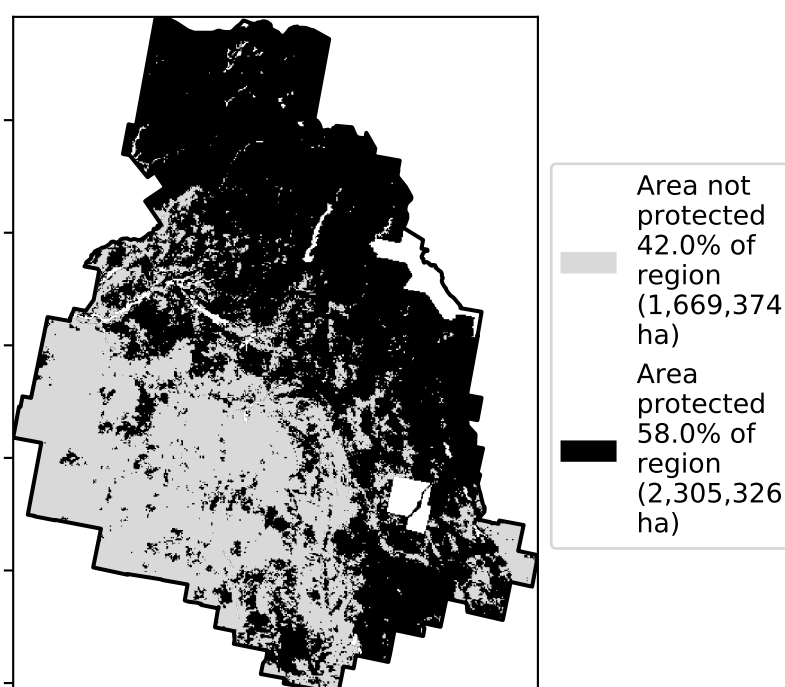 Area not
protected
42.0% of
region
(1,669,374
ha)
Area
protected
58.0% of
region
(2,305,326
ha)